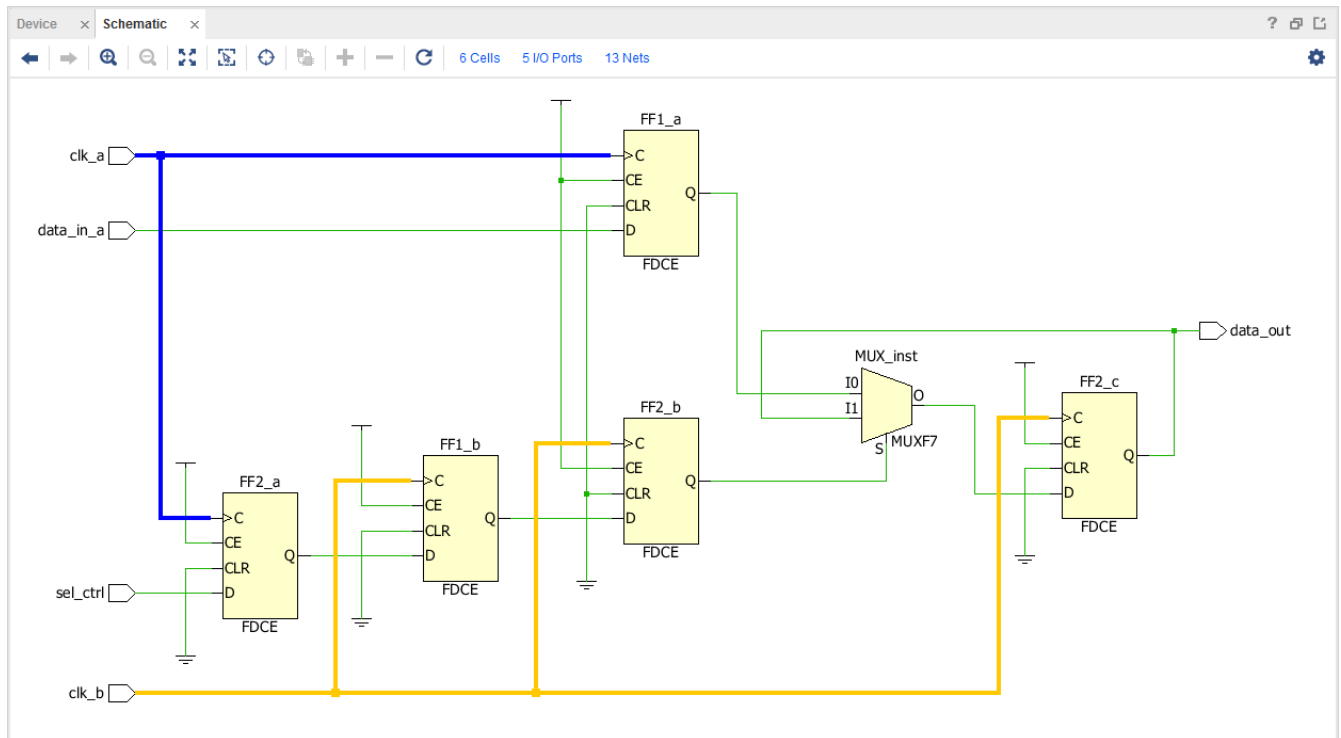 Device × Schematic × ?
6 Cells 5 I/O Ports 13 Nets
FF1_a
clk_a
C
CE
Q
CLR
data_in_a
D
FDCE
data_out
MUX_inst
I0
O
I1
S
MUXF7
FF2_c
C
CE
Q
CLR
D
FDCE
FF2_b
C
CE
Q
CLR
D
FDCE
FF1_b
C
CE
Q
CLR
D
FDCE
FF2_a
C
CE
Q
CLR
sel_ctrl
D
FDCE
clk_b